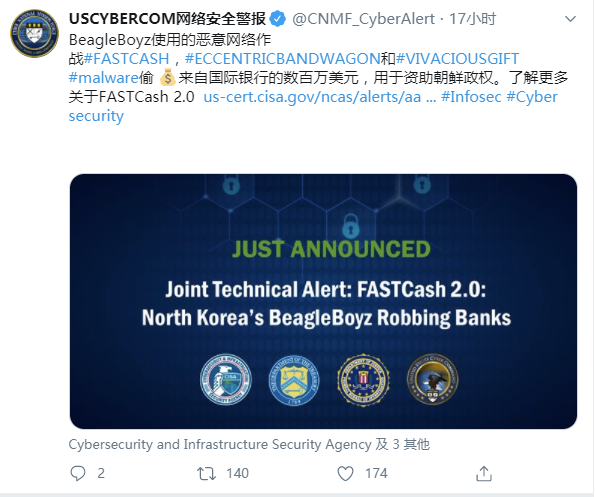 USCYBERCOM网络安全警报 @CNMF_CyberAlert · 17小时
BeagleBoyz使用的恶意网络作
战#FASTCASH，#ECCENTRICBANDWAGON和#VIVACIOUSGIFT
#malware偷 💰来自国际银行的数百万美元，用于资助朝鲜政权。了解更多
关于FASTCash 2.0 us-cert.cisa.gov/ncas/alerts/aa ... #Infosec #Cyber
security
JUST ANNOUNCED
Joint Technical Alert: FASTCash 2.0:
North Korea's BeagleBoyz Robbing Banks
Cybersecurity and Infrastructure Security Agency 及 3 其他
2 140 174